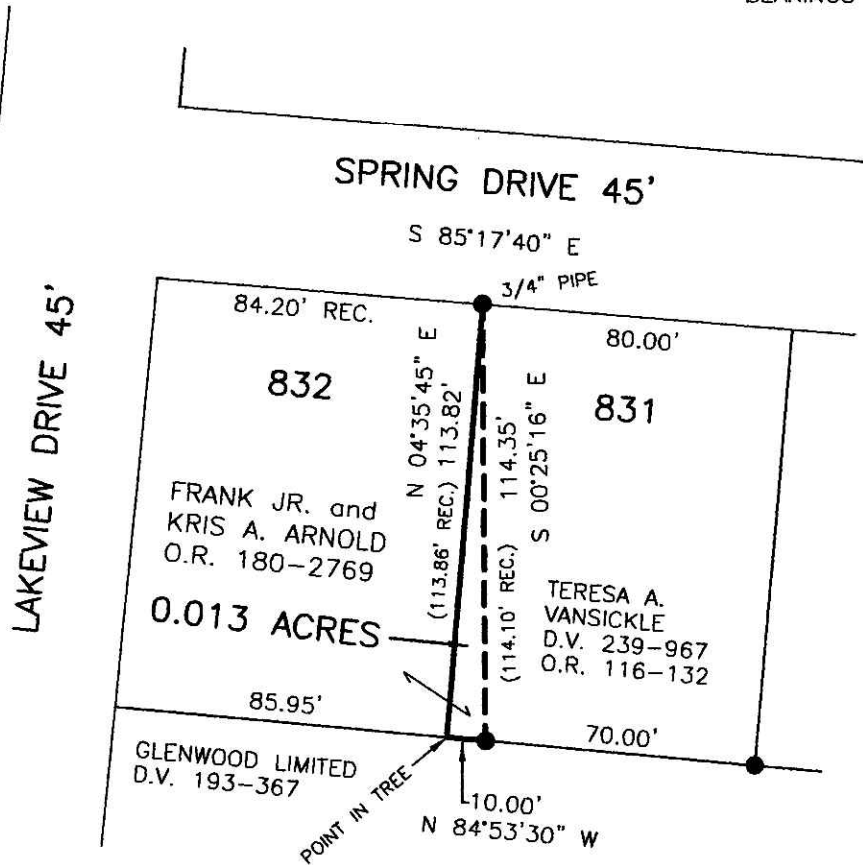 SPRING DRIVE 45'
S 85°17'40" E
3/4" PIPE
84.20' REC.
80.00'
LAKEVIEW DRIVE 45'
832
N 04°35'45" E
(113.86' REC.) 113.82'
114.35'
(114.10' REC.)
S 00°25'16" E
831
FRANK JR. and
KRIS A. ARNOLD
O.R. 180-2769
0.013 ACRES
TERESA A.
VANSICKLE
D.V. 239-967
O.R. 116-132
85.95'
70.00'
GLENWOOD LIMITED
D.V. 193-367
POINT IN TREE
10.00'
N 84°53'30" W